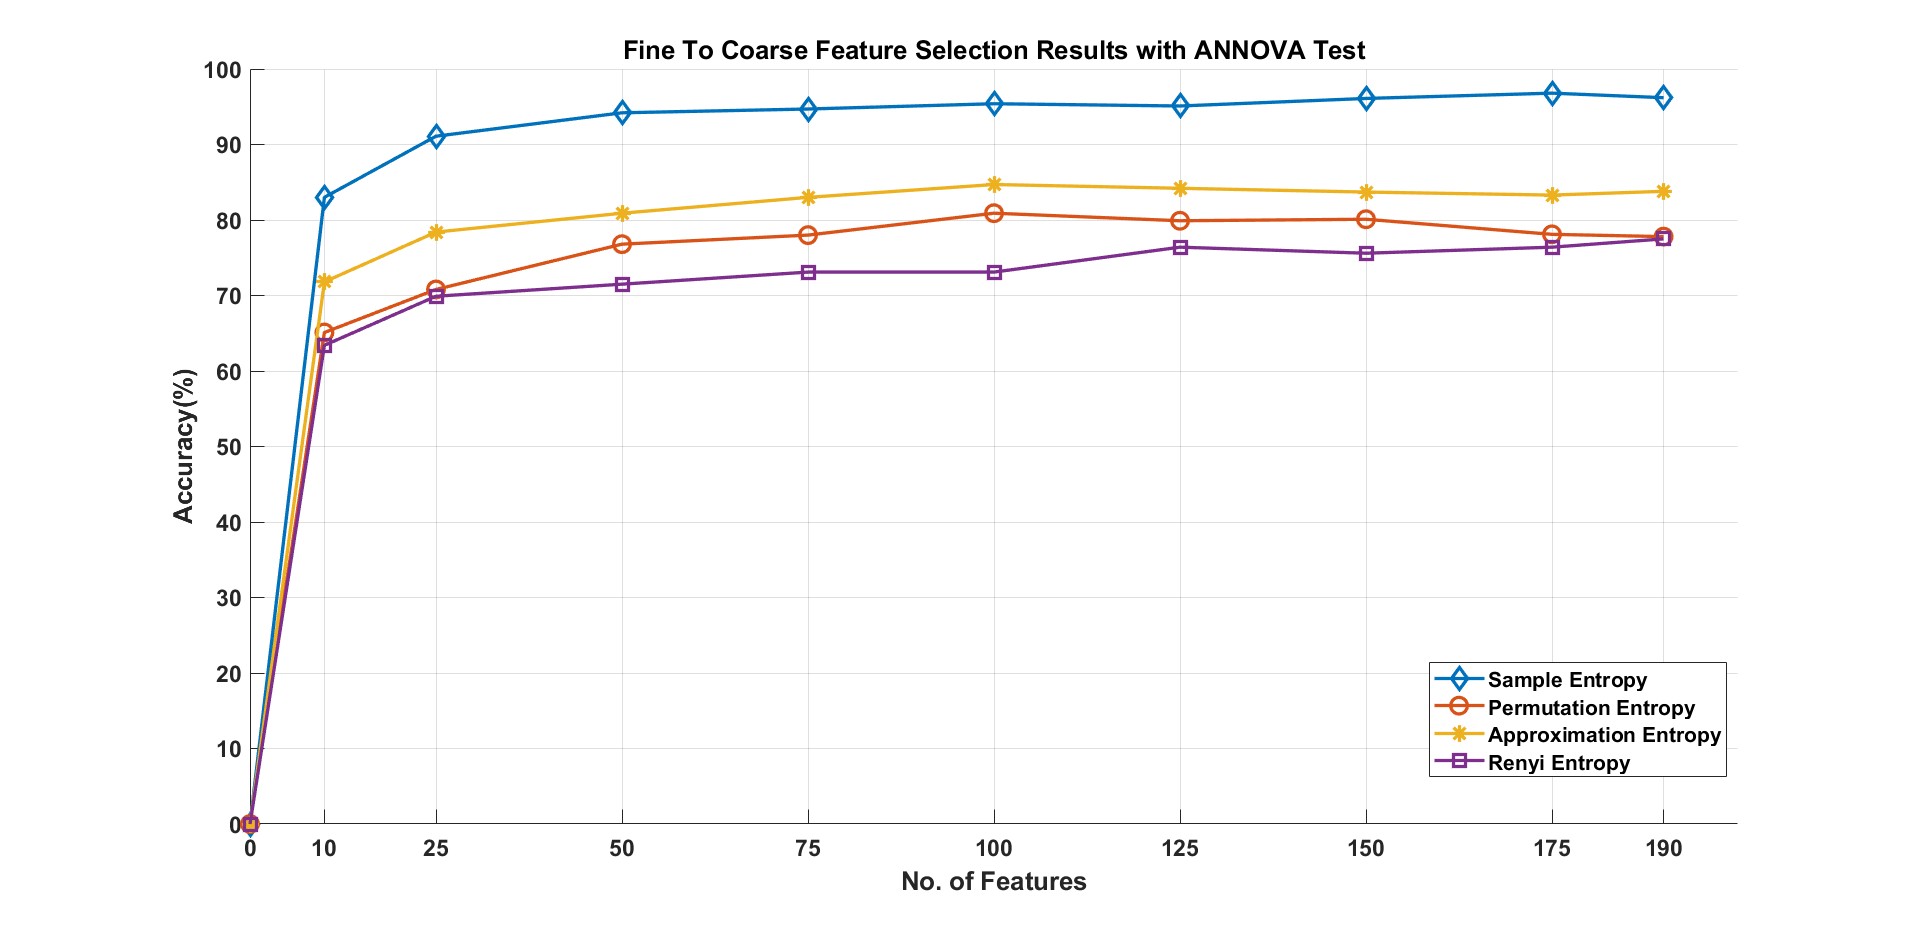 Fine To Coarse Feature Selection Results with ANNOVA Test
100
90
80
70
60
50
40
30
20
10
0
Accuracy(%)
0 10 25 50 75 100 125 150 175 190
No. of Features
Sample Entropy
Permutation Entropy
Approximation Entropy
Renyi Entropy